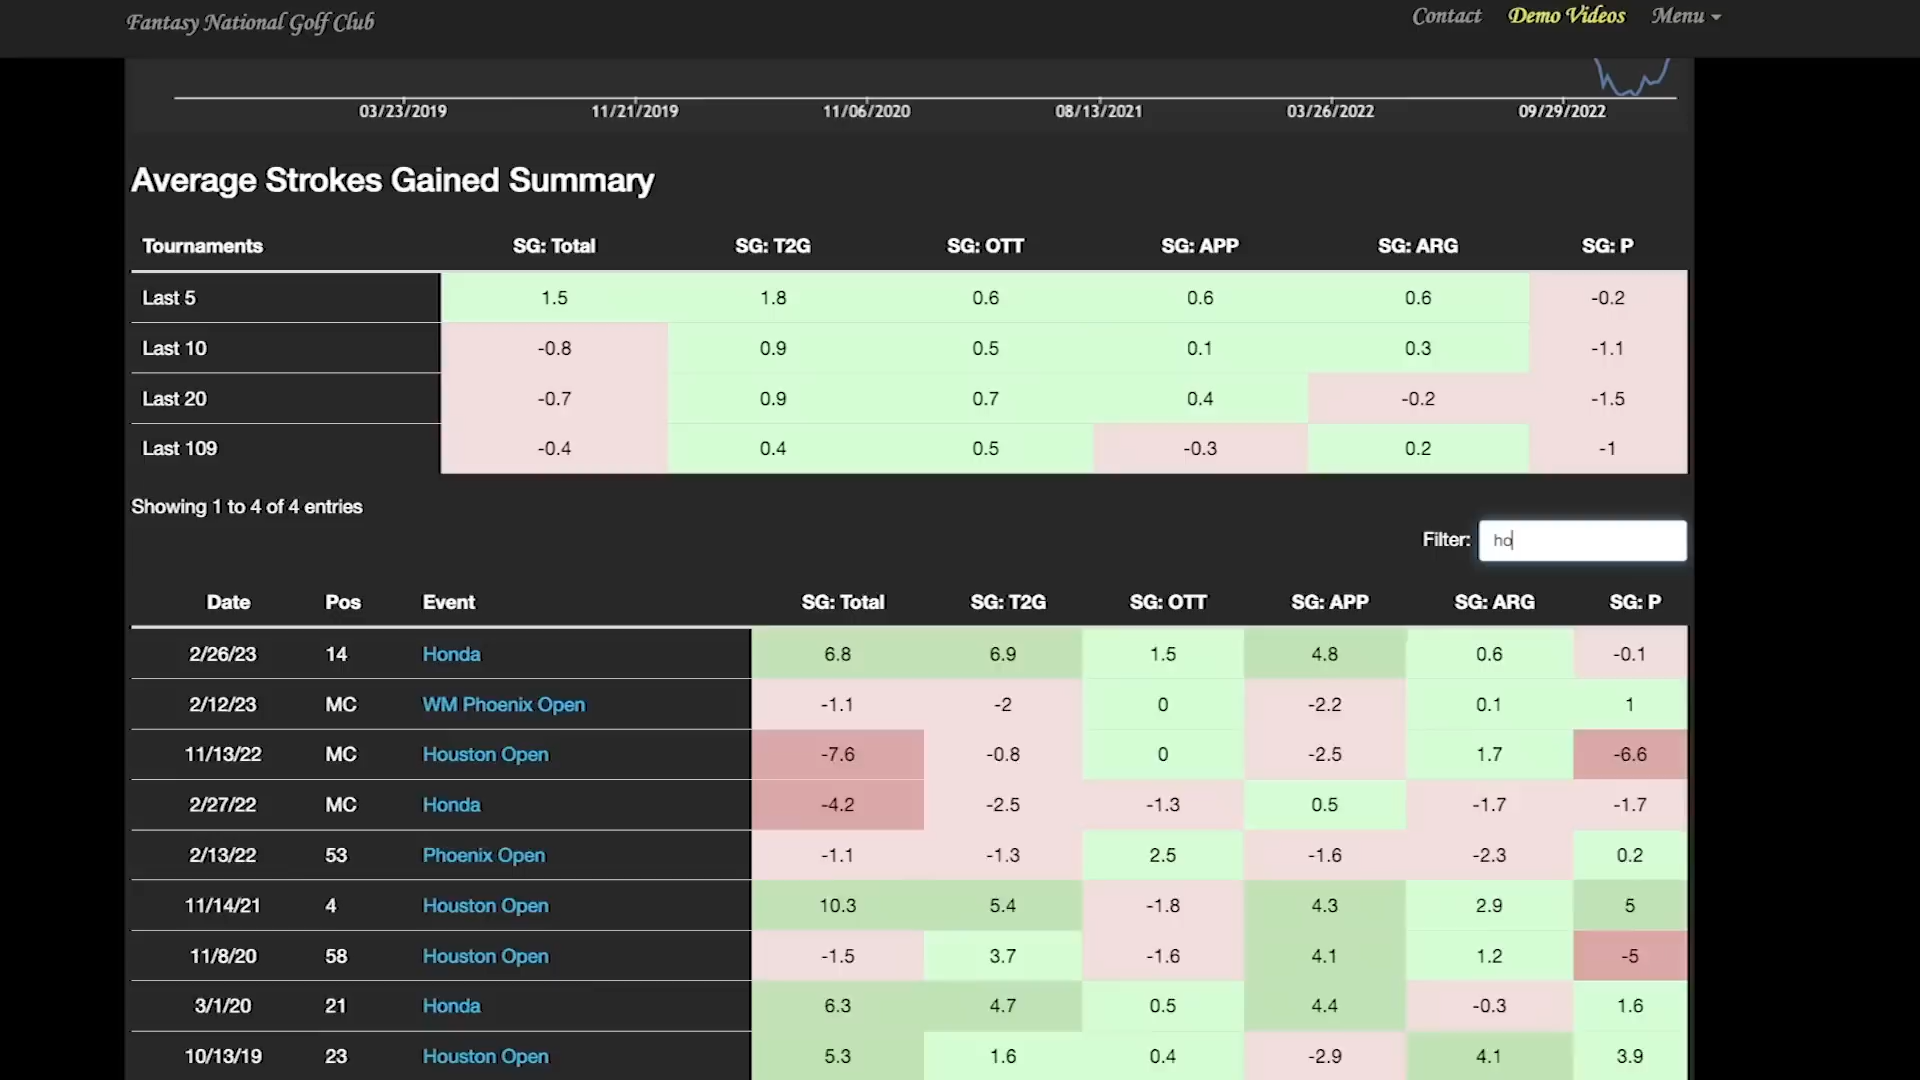 Fantasy National Golf Club Contact Demo Videos Menu
03/23/2019 11/21/2019 11/06/2020 08/13/2021 03/26/2022 09/29/2022
Average Strokes Gained Summary
Tournaments SG: Total SG: T2G SG: OTT SG: APP SG: ARG SG: P
Last 5 1.5 1.8 0.6 0.6 0.6 -0.2
Last 10 -0.8 0.9 0.5 0.1 0.3 -1.1
Last 20 -0.7 0.9 0.7 0.4 -0.2 -1.5
Last 109 -0.4 0.4 0.5 -0.3 0.2 -1
Showing 1 to 4 of 4 entries
Filter: ho
Date Pos Event SG: Total SG: T2G SG: OTT SG: APP SG: ARG SG: P
2/26/23 14 Honda 6.8 6.9 1.5 4.8 0.6 -0.1
2/12/23 MC WM Phoenix Open -1.1 -2 0 -2.2 0.1 1
11/13/22 MC Houston Open -7.6 -0.8 0 -2.5 1.7 -6.6
2/27/22 MC Honda -4.2 -2.5 -1.3 0.5 -1.7 -1.7
2/13/22 53 Phoenix Open -1.1 -1.3 2.5 -1.6 -2.3 0.2
11/14/21 4 Houston Open 10.3 5.4 -1.8 4.3 2.9 5
11/8/20 58 Houston Open -1.5 3.7 -1.6 4.1 1.2 -5
3/1/20 21 Honda 6.3 4.7 0.5 4.4 -0.3 1.6
10/13/19 23 Houston Open 5.3 1.6 0.4 -2.9 4.1 3.9